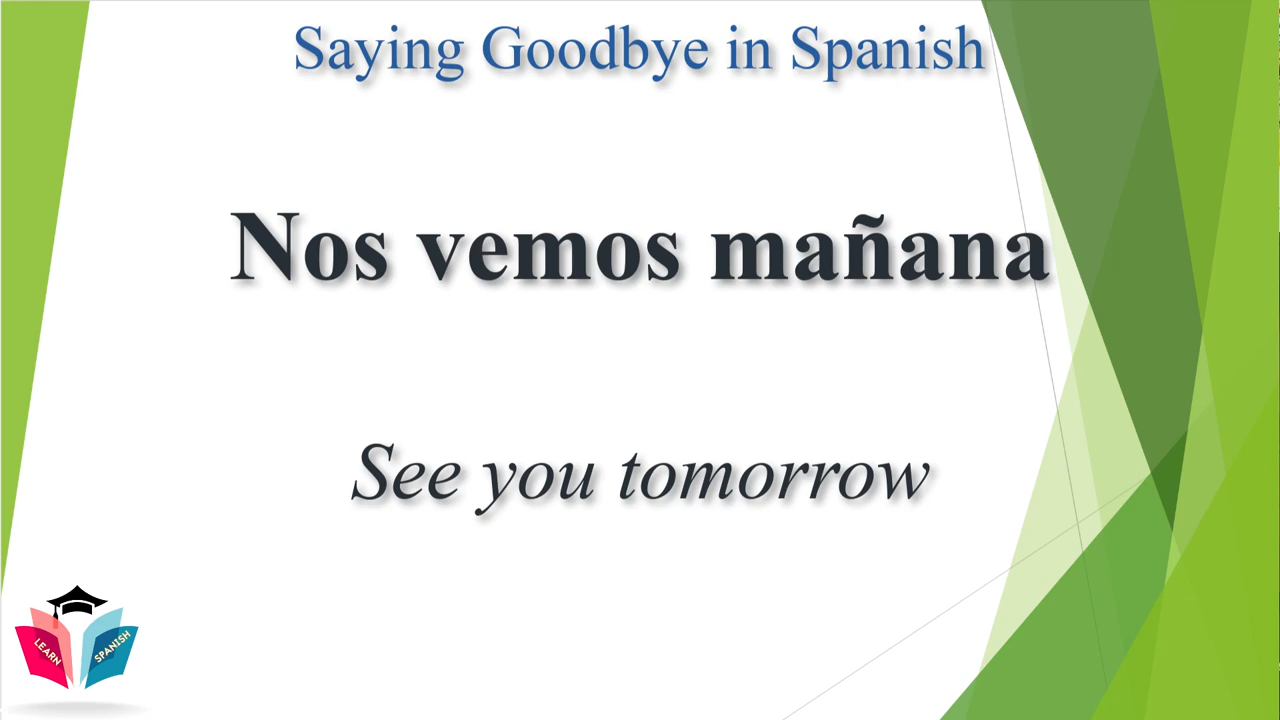 Saying Goodbye in Spanish
Nos vemos mañana
See you tomorrow
LEARN
SPANISH